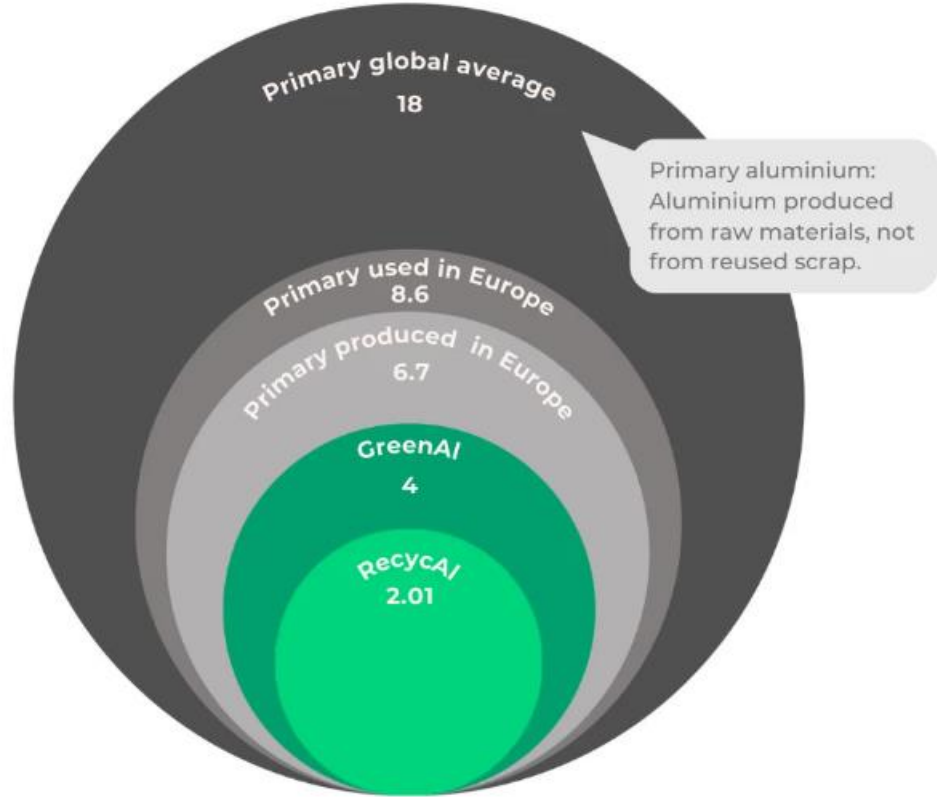 Primary global average
18
Primary aluminium:
Aluminium produced
from raw materials, not
from reused scrap.
Primary used in Europe
8.6
Primary produced in Europe
6.7
GreenAl
4
RecycAl
2.01